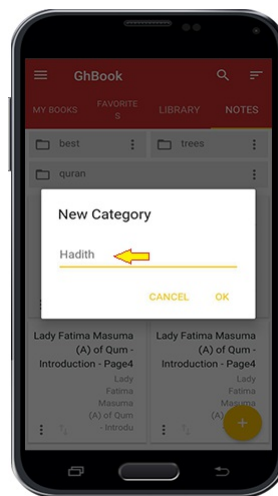 GhBook
MY BOOKS
FAVORITE
S
LIBRARY
NOTES
best
trees
quran
New Category
Hadith
CANCEL
OK
Lady Fatima Masuma
(A) of Qum -
Introduction - Page4
Lady
Fatima
Masuma
(A) of Qum
- Introdu
Lady Fatima Masuma
(A) of Qum -
Introduction - Page4
Lady
Fatima
Masuma
(A) of
- Introdu